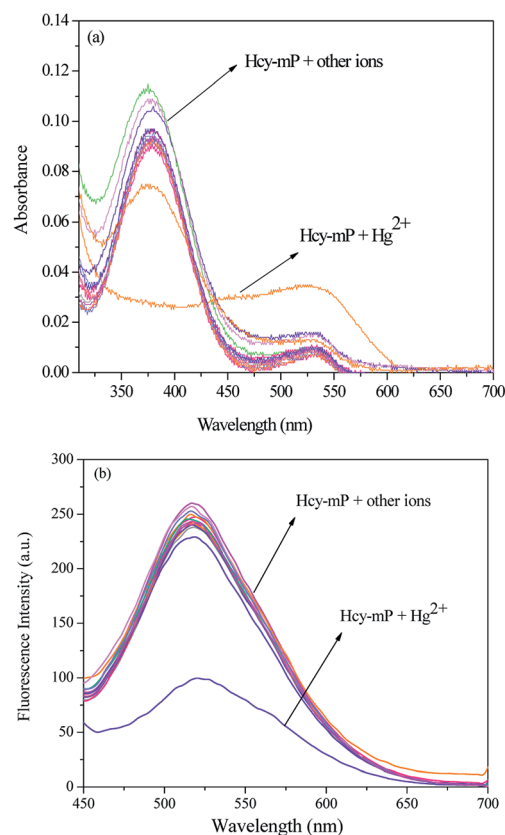 (a)
Hcy-mP + other ions
Hcy-mP + Hg2+
Absorbance
0.14
0.12
0.10
0.08
0.06
0.04
0.02
0.00
350 400 450 500 550 600 650 700
Wavelength (nm)
(b)
Hcy-mP + other ions
Hcy-mP + Hg2+
Fluorescence Intensity (a.u.)
300
250
200
150
100
50
0
450 500 550 600 650 700
Wavelength (nm)